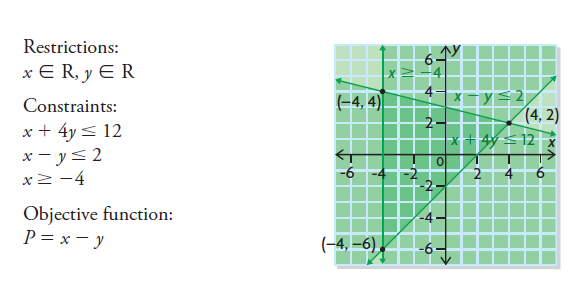 Restrictions:
x ∈ R, y ∈ R
Constraints:
x + 4y ≤ 12
x − y ≤ 2
x ≥ −4
Objective function:
P = x − y
y
6
x ≥ −4
4
x − y ≤ 2
(−4, 4)
(4, 2)
2
x + 4y ≤ 12
x
0
-6 -4 -2 2 4 6
-2
-4
(−4, −6)
-6